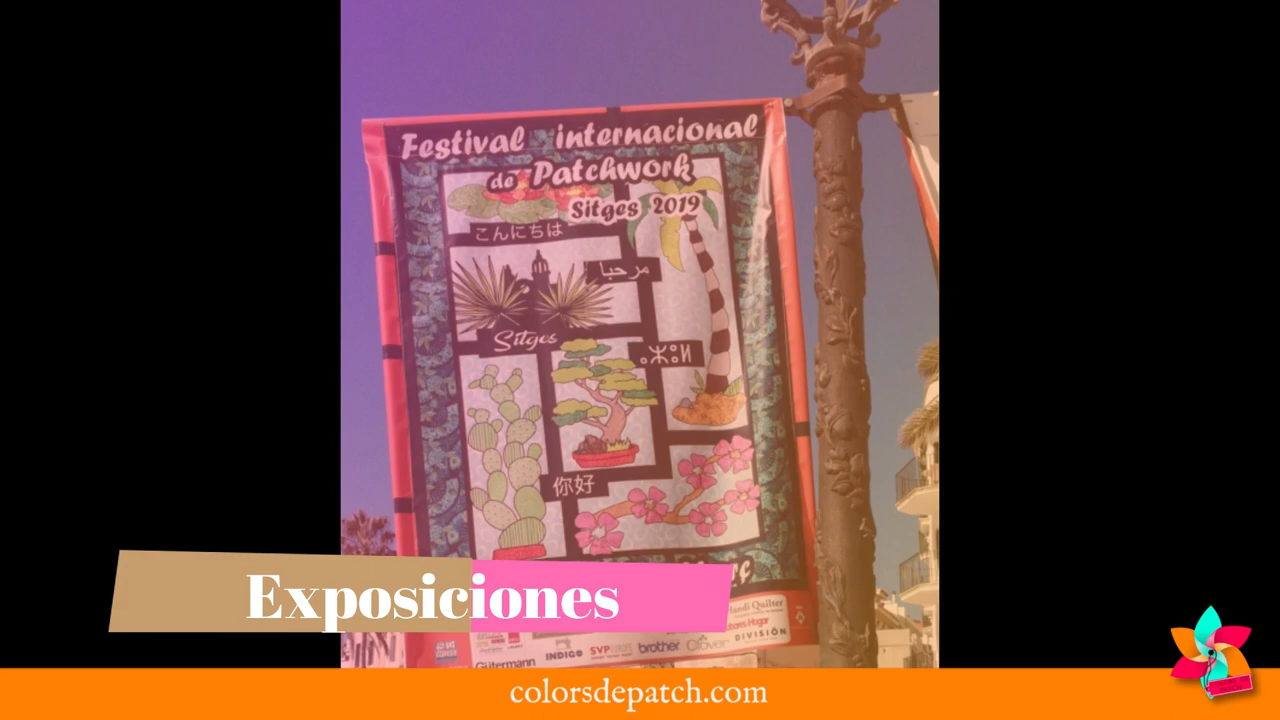 Festival internacional
de Patchwork
Sitges 2019
こんにちは
مرحبا
Sitges
ⴰⵣⵓⵍ
你好
Exposiciones
Handi Quilter
INDIGO
brother
Clover
DIVISIÓN
Gütermann
colorsdepatch.com